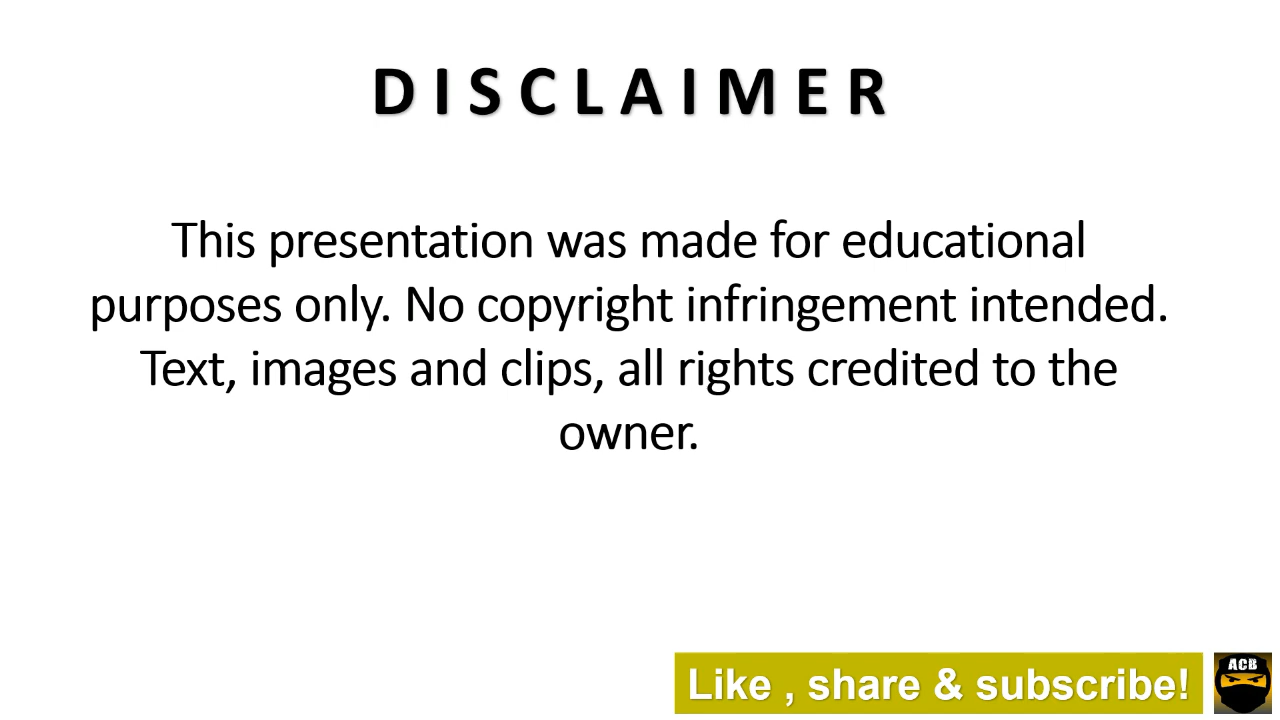 DISCLAIMER
This presentation was made for educational
purposes only. No copyright infringement intended.
Text, images and clips, all rights credited to the
owner.
Like , share & subscribe!
ACB